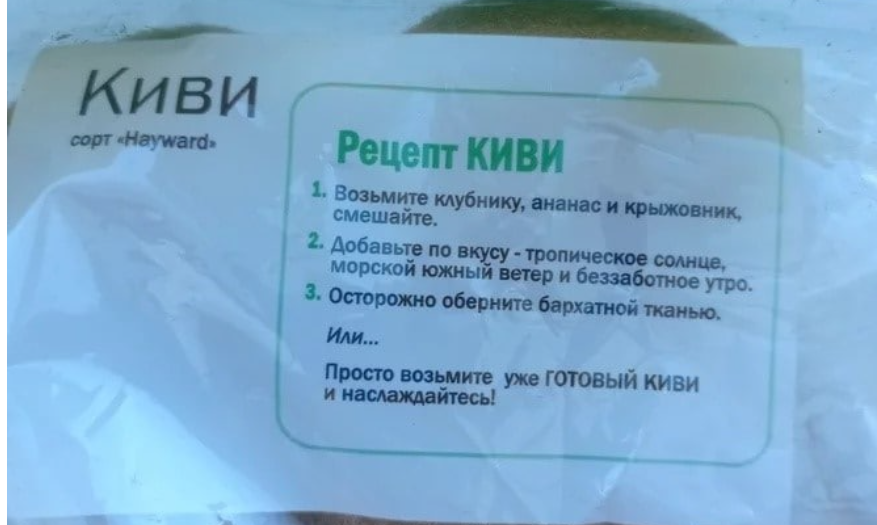 Киви
сорт «Hayward»
Рецепт КИВИ
1. Возьмите клубнику, ананас и крыжовник,
смешайте.
2. Добавьте по вкусу - тропическое солнце,
морской южный ветер и беззаботное утро.
3. Осторожно оберните бархатной тканью.
Или...
Просто возьмите уже ГОТОВЫЙ КИВИ
и наслаждайтесь!